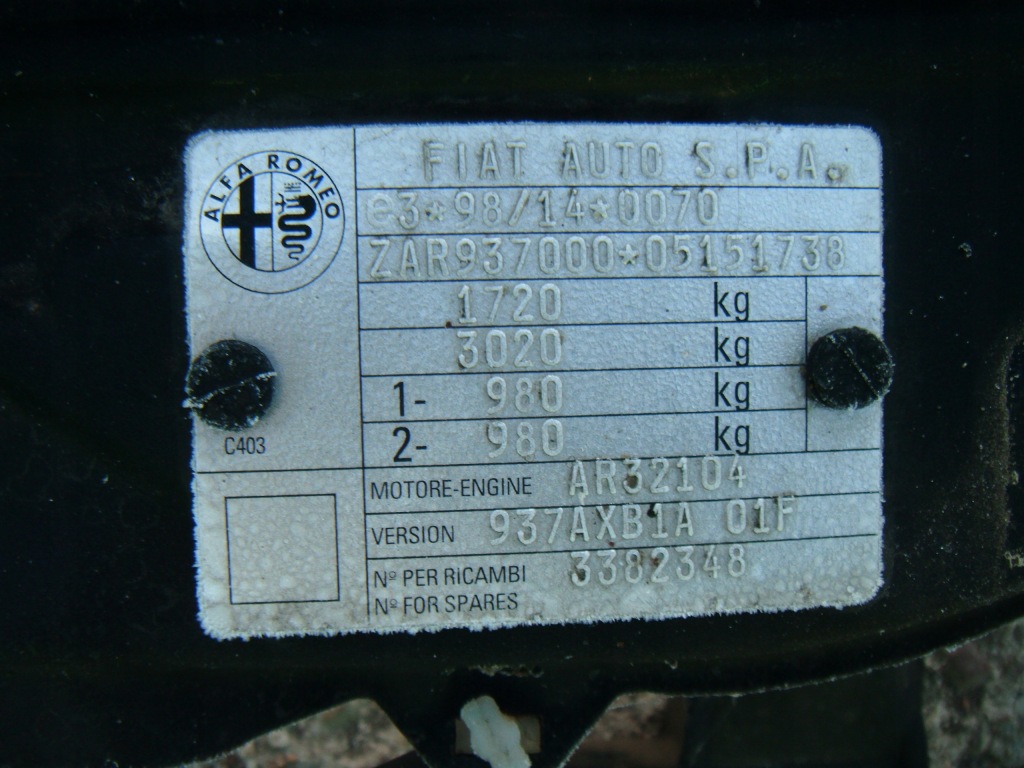 FIAT AUTO S.P.A.
ALFA ROMEO
e3*98/14*0070
ZAR937000*05151738
1720 kg
3020 kg
1- 980 kg
2- 980 kg
C403
MOTORE-ENGINE AR32104
VERSION 937AXB1A 01F
Nº PER RICAMBI 3382348
Nº FOR SPARES